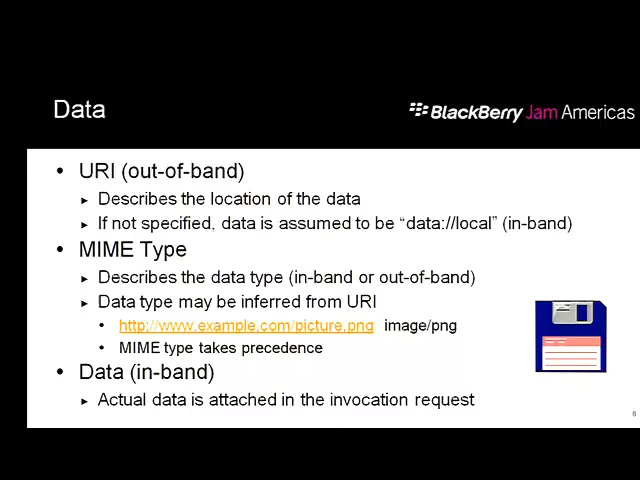 Data
BlackBerry Jam Americas
• URI (out-of-band)
► Describes the location of the data
► If not specified, data is assumed to be “data://local” (in-band)
• MIME Type
► Describes the data type (in-band or out-of-band)
► Data type may be inferred from URI
• http://www.example.com/picture.png image/png
• MIME type takes precedence
• Data (in-band)
► Actual data is attached in the invocation request